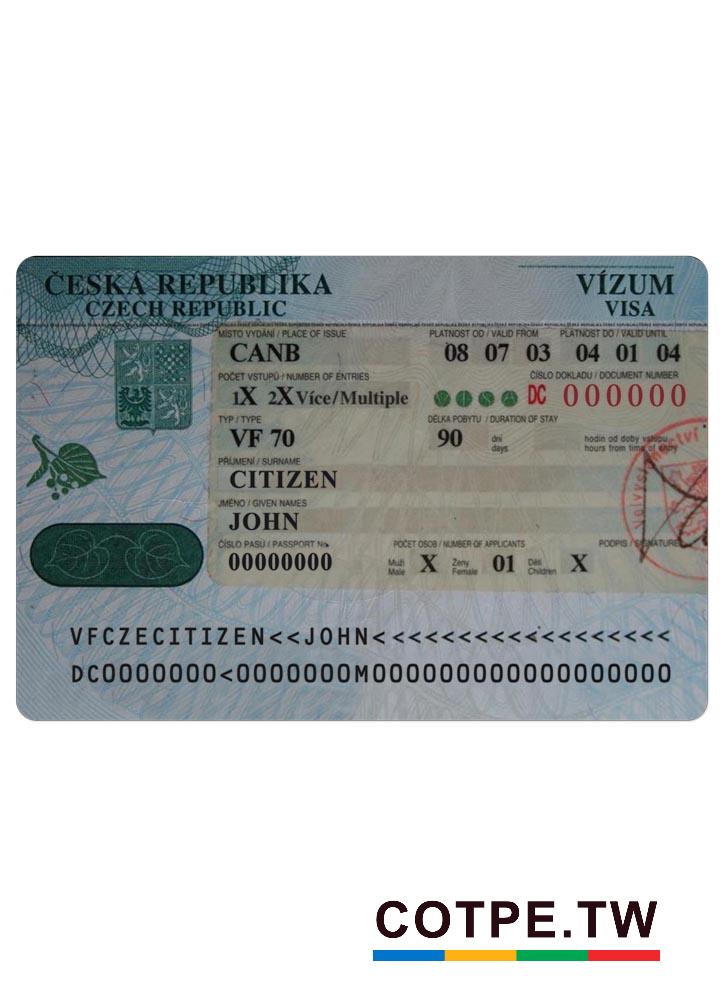 ČESKÁ REPUBLIKA
CZECH REPUBLIC
VÍZUM
VISA
MÍSTO VYDÁNÍ / PLACE OF ISSUE
PLATNOST OD / VALID FROM
PLATNOST DO / VALID UNTIL
CANB
08 07 03
04 01 04
POČET VSTUPŮ / NUMBER OF ENTRIES
ČÍSLO DOKLADU / DOCUMENT NUMBER
1X 2X Více/Multiple
DC 000000
TYP / TYPE
DÉLKA POBYTU / DURATION OF STAY
VF 70
90
dní
days
hodin od doby vstupu
hours from time of entry
PŘÍJMENÍ / SURNAME
CITIZEN
JMÉNO / GIVEN NAMES
JOHN
ČÍSLO PASU / PASSPORT No
POČET OSOB / NUMBER OF APPLICANTS
PODPIS / SIGNATURE
00000000
Muži
Male
X
Ženy
Female
01
Děti
Children
X
VFCZECITIZEN<<JOHN<<<<<<<<<<<<<<<<<<
DC0000000<0000000M000000000000000000
COTPE.TW